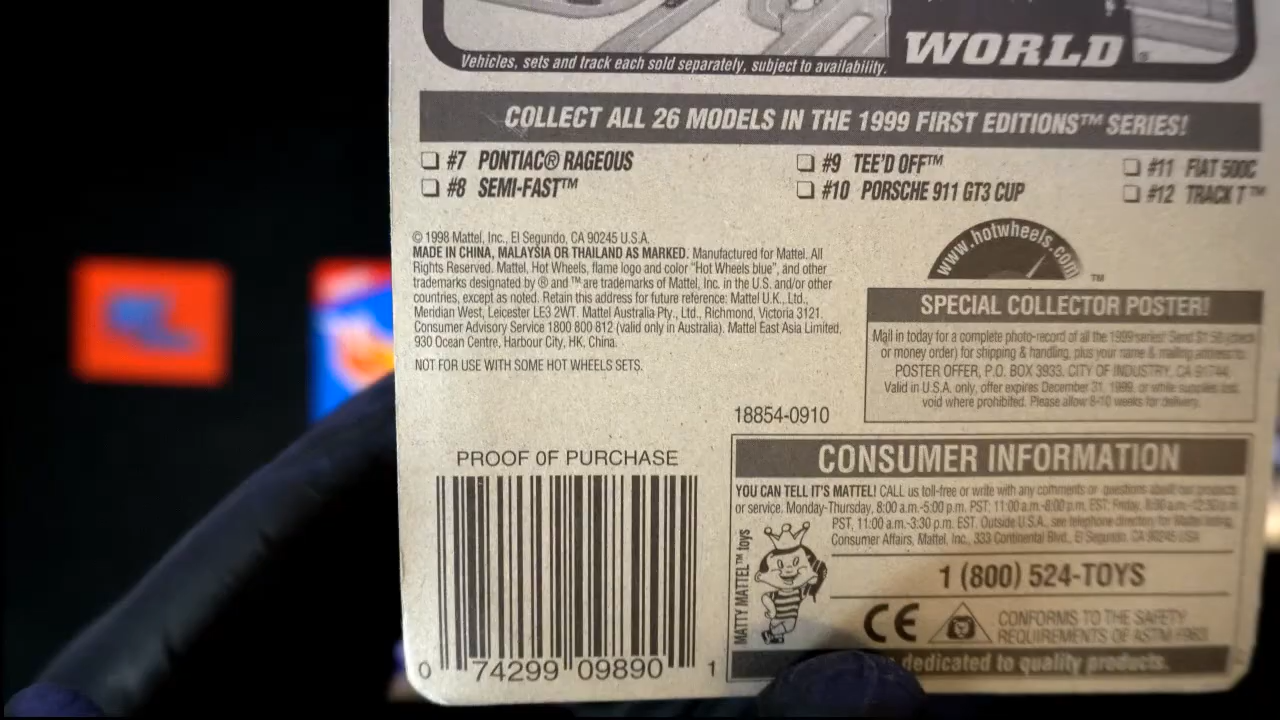 WORLD
Vehicles, sets and track each sold separately, subject to availability.
COLLECT ALL 26 MODELS IN THE 1999 FIRST EDITIONS™ SERIES!
❏ #7 PONTIAC® RAGEOUS
❏ #8 SEMI-FAST™
❏ #9 TEE'D OFF™
❏ #10 PORSCHE 911 GT3 CUP
❏ #11 FIAT 500C
❏ #12 TRACK T™
© 1998 Mattel, Inc., El Segundo, CA 90245 U.S.A.
MADE IN CHINA, MALAYSIA OR THAILAND AS MARKED. Manufactured for Mattel. All
Rights Reserved. Mattel, Hot Wheels, flame logo and color "Hot Wheels blue", and other
trademarks designated by ® and ™ are trademarks of Mattel, Inc. in the U.S. and/or other
countries, except as noted. Retain this address for future reference: Mattel U.K., Ltd.,
Meridian West, Leicester LE3 2WT. Mattel Australia Pty., Ltd., Richmond, Victoria 3121.
Consumer Advisory Service 1800 800 812 (valid only in Australia). Mattel East Asia Limited,
930 Ocean Centre, Harbour City, HK, China.
NOT FOR USE WITH SOME HOT WHEELS SETS.
www.hotwheels.com™
SPECIAL COLLECTOR POSTER!
Mail in today for a complete photo-record of all the 1999 series! Send $1.50 (check
or money order) for shipping & handling, plus your name & mailing address to:
POSTER OFFER, P.O. BOX 3933, CITY OF INDUSTRY, CA 91744.
Valid in U.S.A. only, offer expires December 31, 1999, or while supplies last,
void where prohibited. Please allow 8-10 weeks for delivery.
18854-0910
PROOF OF PURCHASE
0 74299 09890 1
CONSUMER INFORMATION
YOU CAN TELL IT'S MATTEL! CALL us toll-free or write with any comments or questions about our products
or service. Monday-Thursday, 8:00 a.m.-5:00 p.m. PST, 11:00 a.m.-8:00 p.m. EST; Friday,
PST, 11:00 a.m.-3:30 p.m. EST. Outside U.S.A., see telephone directory for Mattel listing.
Consumer Affairs, Mattel, Inc., 333 Continental Blvd., El Segundo, CA 90245 USA
MATTY MATTEL™ toys
1 (800) 524-TOYS
CE
CONFORMS TO THE SAFETY
REQUIREMENTS OF ASTM F963
dedicated to quality products.